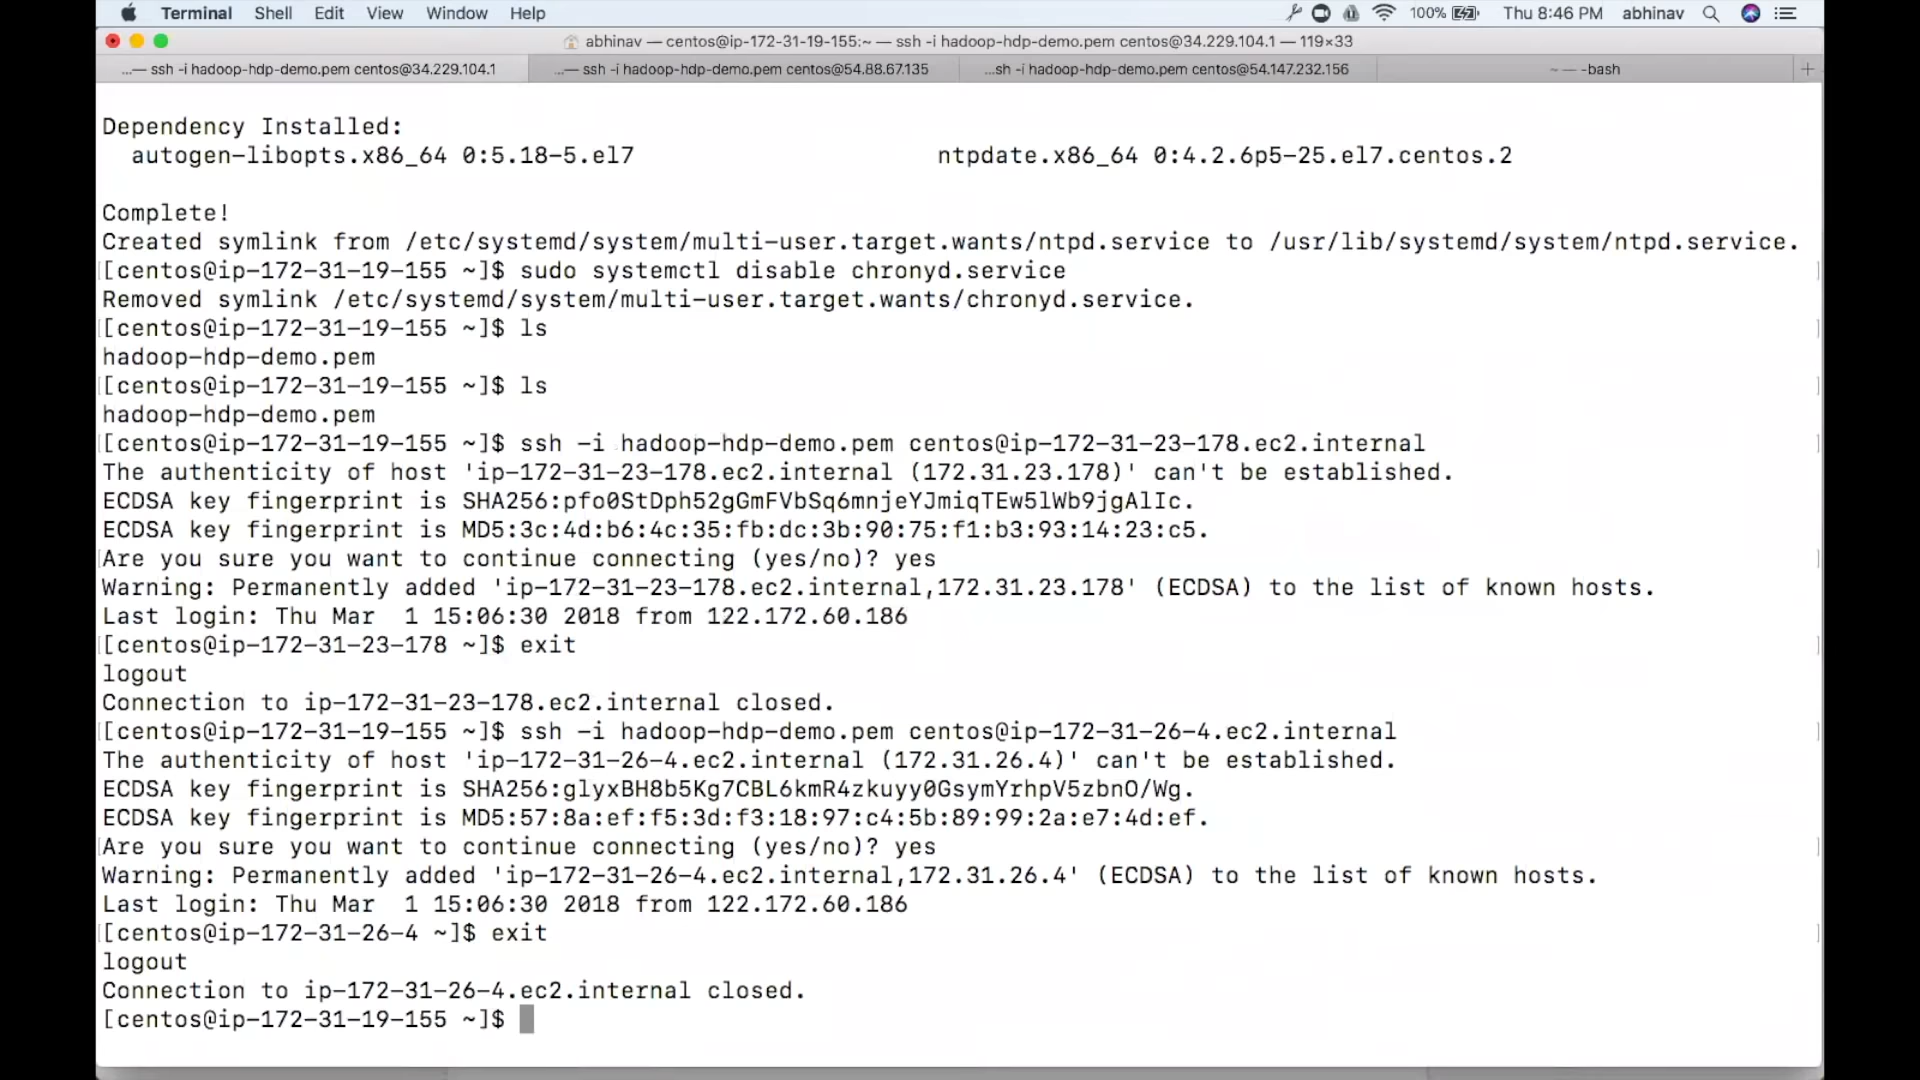 Terminal Shell Edit View Window Help 100% Thu 8:46 PM abhinav
abhinav — centos@ip-172-31-19-155:~ — ssh -i hadoop-hdp-demo.pem centos@34.229.104.1 — 119×33
...— ssh -i hadoop-hdp-demo.pem centos@34.229.104.1 ...— ssh -i hadoop-hdp-demo.pem centos@54.88.67.135 ...sh -i hadoop-hdp-demo.pem centos@54.147.232.156 ~ — -bash +
Dependency Installed:
autogen-libopts.x86_64 0:5.18-5.el7 ntpdate.x86_64 0:4.2.6p5-25.el7.centos.2
Complete!
Created symlink from /etc/systemd/system/multi-user.target.wants/ntpd.service to /usr/lib/systemd/system/ntpd.service.
[centos@ip-172-31-19-155 ~]$ sudo systemctl disable chronyd.service
Removed symlink /etc/systemd/system/multi-user.target.wants/chronyd.service.
[centos@ip-172-31-19-155 ~]$ ls
hadoop-hdp-demo.pem
[centos@ip-172-31-19-155 ~]$ ls
hadoop-hdp-demo.pem
[centos@ip-172-31-19-155 ~]$ ssh -i hadoop-hdp-demo.pem centos@ip-172-31-23-178.ec2.internal
The authenticity of host 'ip-172-31-23-178.ec2.internal (172.31.23.178)' can't be established.
ECDSA key fingerprint is SHA256:pfo0StDph52gGmFVbSq6mnjeYJmiqTEw5lWb9jgAlIc.
ECDSA key fingerprint is MD5:3c:4d:b6:4c:35:fb:dc:3b:90:75:f1:b3:93:14:23:c5.
Are you sure you want to continue connecting (yes/no)? yes
Warning: Permanently added 'ip-172-31-23-178.ec2.internal,172.31.23.178' (ECDSA) to the list of known hosts.
Last login: Thu Mar  1 15:06:30 2018 from 122.172.60.186
[centos@ip-172-31-23-178 ~]$ exit
logout
Connection to ip-172-31-23-178.ec2.internal closed.
[centos@ip-172-31-19-155 ~]$ ssh -i hadoop-hdp-demo.pem centos@ip-172-31-26-4.ec2.internal
The authenticity of host 'ip-172-31-26-4.ec2.internal (172.31.26.4)' can't be established.
ECDSA key fingerprint is SHA256:glyxBH8b5Kg7CBL6kmR4zkuyy0GsymYrhpV5zbnO/Wg.
ECDSA key fingerprint is MD5:57:8a:ef:f5:3d:f3:18:97:c4:5b:89:99:2a:e7:4d:ef.
Are you sure you want to continue connecting (yes/no)? yes
Warning: Permanently added 'ip-172-31-26-4.ec2.internal,172.31.26.4' (ECDSA) to the list of known hosts.
Last login: Thu Mar  1 15:06:30 2018 from 122.172.60.186
[centos@ip-172-31-26-4 ~]$ exit
logout
Connection to ip-172-31-26-4.ec2.internal closed.
[centos@ip-172-31-19-155 ~]$